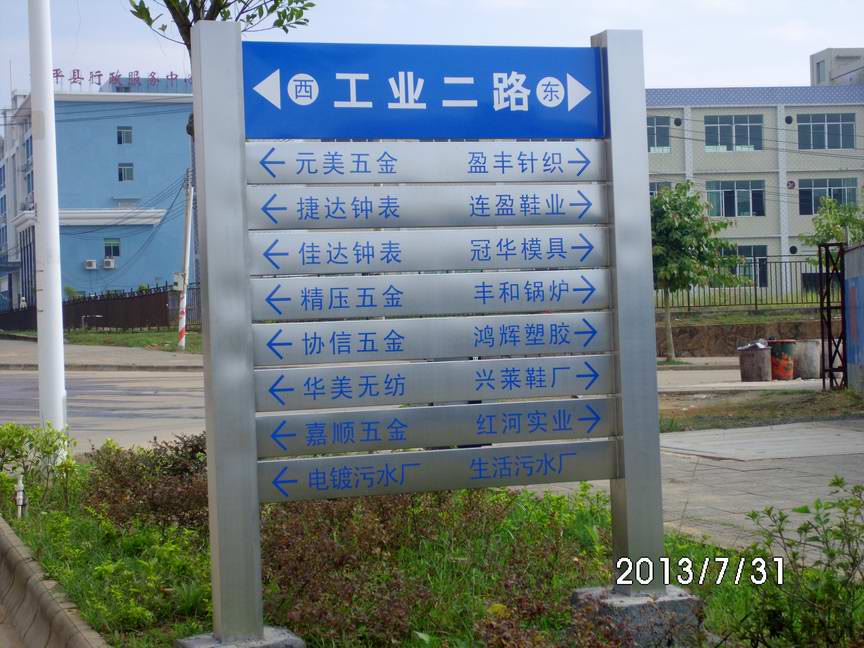 平县行政服务中心
西 工业二路 东
← 元美五金 盈丰针织 →
← 捷达钟表 连盈鞋业 →
← 佳达钟表 冠华模具 →
← 精压五金 丰和锅炉 →
← 协信五金 鸿辉塑胶 →
← 华美无纺 兴莱鞋厂 →
← 嘉顺五金 红河实业 →
← 电镀污水厂 生活污水厂
2013/7/31